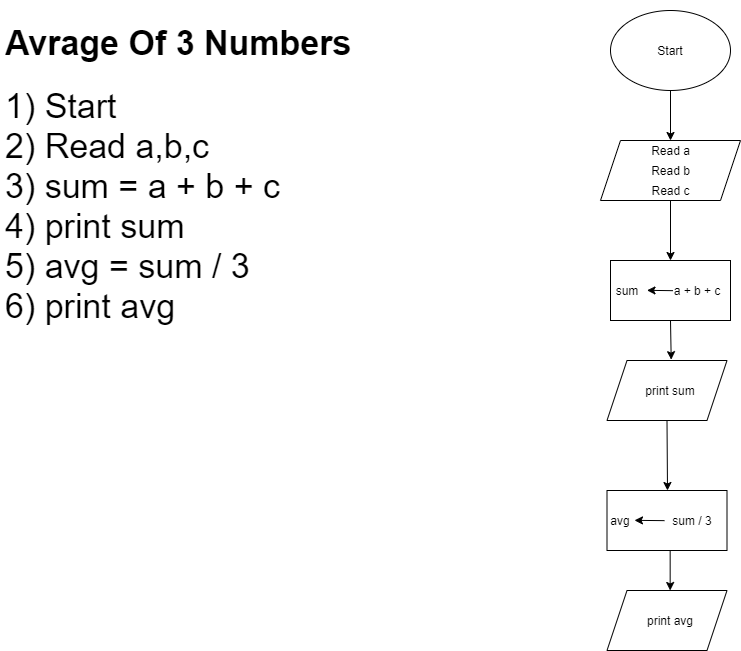 Avrage Of 3 Numbers
1) Start
2) Read a,b,c
3) sum = a + b + c
4) print sum
5) avg = sum / 3
6) print avg
Start
Read a
Read b
Read c
sum a + b + c
print sum
avg sum / 3
print avg